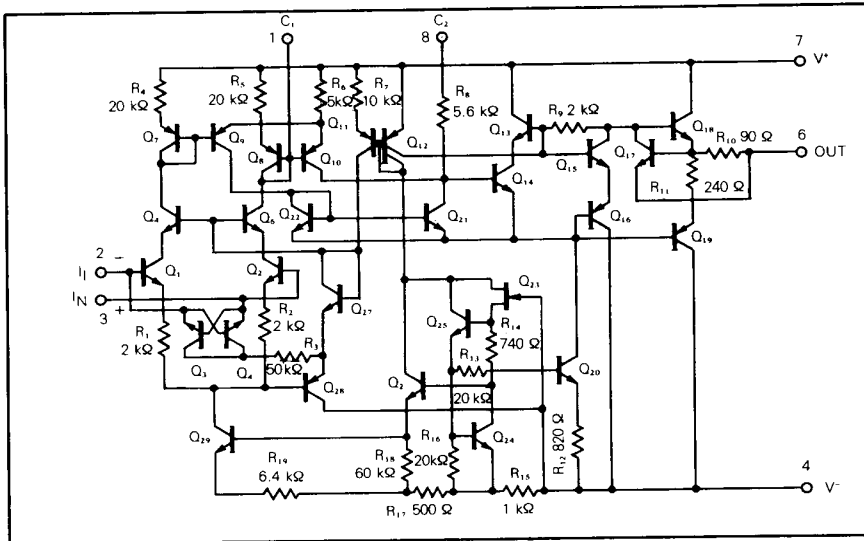 C₁
1
C₂
8
7
V⁺
R₄
20 kΩ
R₅
20 kΩ
R₆
5kΩ
R₇
10 kΩ
R₈
5.6 kΩ
R₉ 2 kΩ
R₁₀ 90 Ω
6
OUT
Q₇
Q₉
Q₈
Q₁₁
Q₁₀
Q₁₂
Q₁₃
Q₁₄
Q₁₅
Q₁₇
Q₁₈
R₁₁
240 Ω
Q₄
Q₆
Q₂₂
Q₂₁
Q₁₆
Q₁₉
2 −
I₁
Q₁
Q₂
Iₙ
3 +
R₁
2 kΩ
R₂
2 kΩ
R₃
50kΩ
Q₃
Q₄
Q₂₇
Q₂₈
Q₂₃
Q₂₅
R₁₄
740 Ω
R₁₃
20 kΩ
Q₂
Q₂₀
Q₂₄
R₁₂ 820 Ω
Q₂₉
R₁₉
6.4 kΩ
R₁₈
60 kΩ
R₁₆
20kΩ
R₁₇ 500 Ω
R₁₅
1 kΩ
4
V⁻